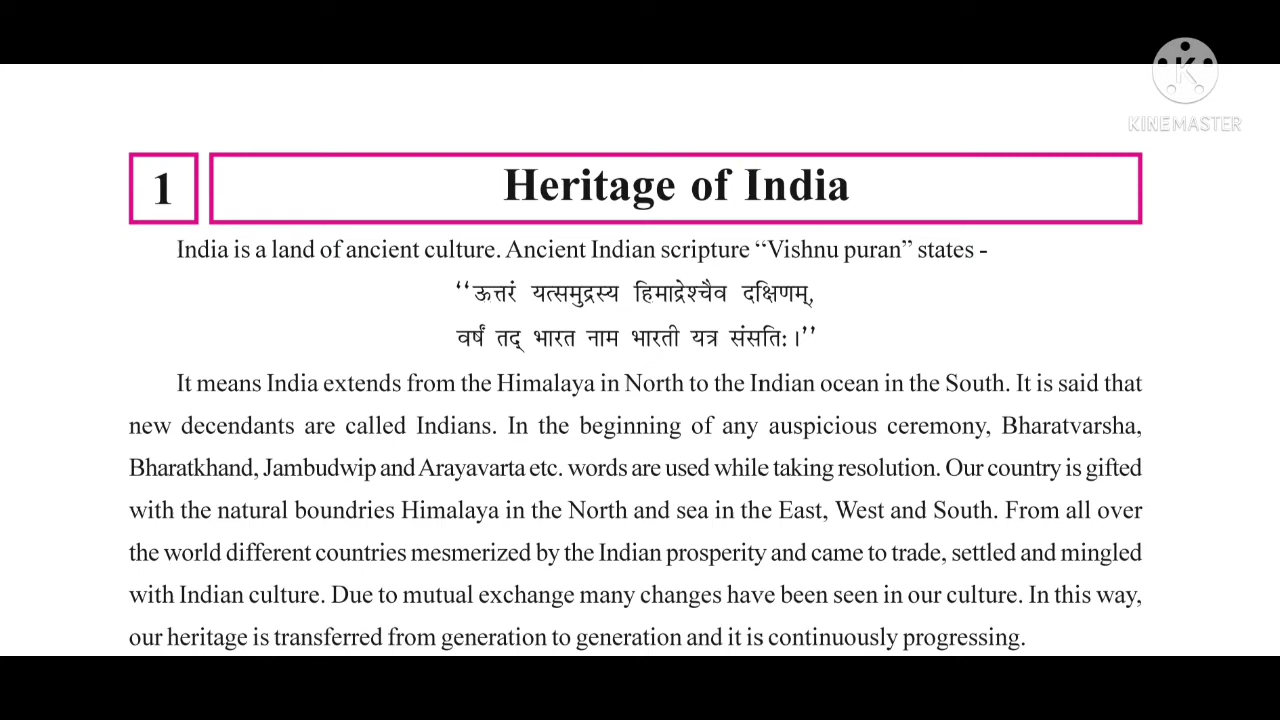 KINEMASTER
1 Heritage of India
India is a land of ancient culture. Ancient Indian scripture “Vishnu puran” states -
‘‘ऊत्तरं यत्समुद्रस्य हिमाद्रेश्चैव दक्षिणम्,
वर्षं तद् भारत नाम भारती यत्र संसतिः।’’
It means India extends from the Himalaya in North to the Indian ocean in the South. It is said that
new decendants are called Indians. In the beginning of any auspicious ceremony, Bharatvarsha,
Bharatkhand, Jambudwip and Arayavarta etc. words are used while taking resolution. Our country is gifted
with the natural boundries Himalaya in the North and sea in the East, West and South. From all over
the world different countries mesmerized by the Indian prosperity and came to trade, settled and mingled
with Indian culture. Due to mutual exchange many changes have been seen in our culture. In this way,
our heritage is transferred from generation to generation and it is continuously progressing.